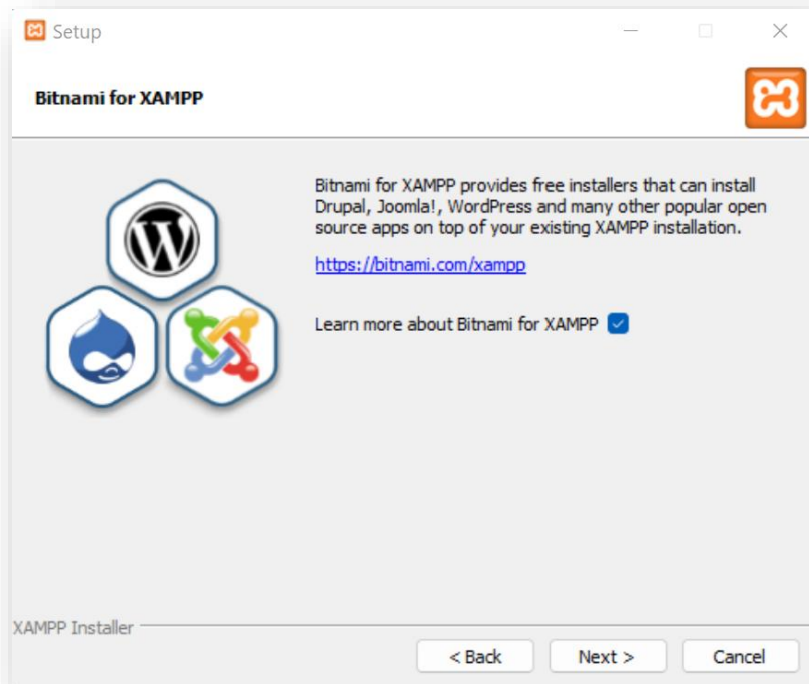 Setup
Bitnami for XAMPP
Bitnami for XAMPP provides free installers that can install
Drupal, Joomla!, WordPress and many other popular open
source apps on top of your existing XAMPP installation.
https://bitnami.com/xampp
Learn more about Bitnami for XAMPP
XAMPP Installer
< Back Next > Cancel